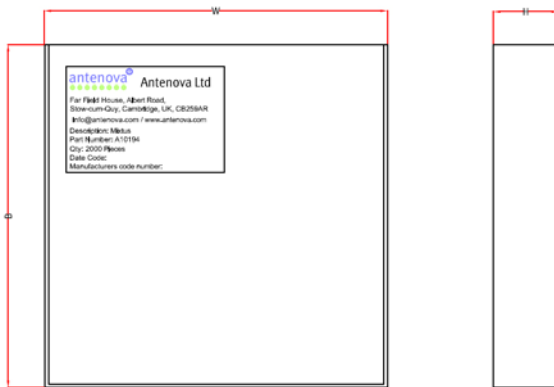 W
H
D
antenova
Antenova Ltd
Far Field House, Albert Road,
Stow-cum-Quy, Cambridge, UK, CB259AR
Info@antenova.com / www.antenova.com
Description: Mixtus
Part Number: A10194
Qty: 2000 Pieces
Date Code:
Manufacturers code number: